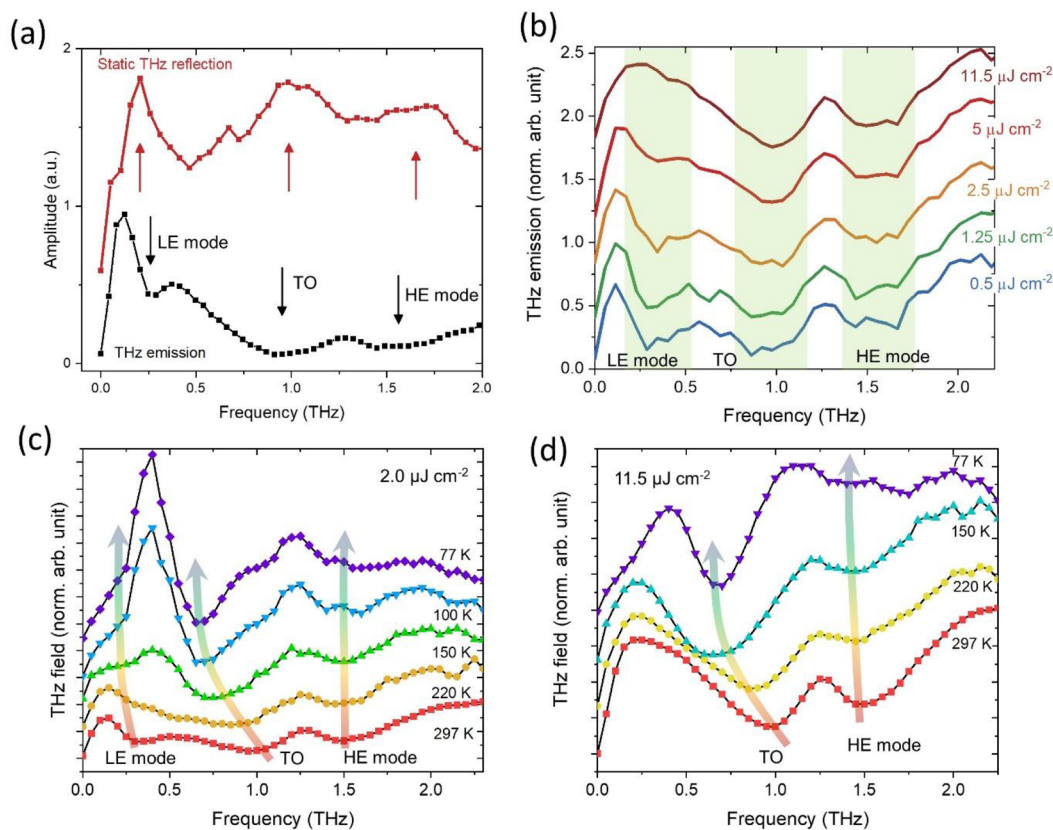 (a)
2
1
0
Amplitude (a.u.)
Static THz reflection
LE mode
TO
HE mode
THz emission
0.0 0.5 1.0 1.5 2.0
Frequency (THz)
(b)
2.5
2.0
1.5
1.0
0.5
0.0
THz emission (norm. arb. unit)
11.5 μJ cm-2
5 μJ cm-2
2.5 μJ cm-2
1.25 μJ cm-2
0.5 μJ cm-2
LE mode TO HE mode
0.0 0.5 1.0 1.5 2.0
Frequency (THz)
(c)
THz field (norm. arb. unit)
2.0 μJ cm-2
77 K
100 K
150 K
220 K
297 K
LE mode TO HE mode
0.0 0.5 1.0 1.5 2.0
Frequency (THz)
(d)
THz field (norm. arb. unit)
11.5 μJ cm-2
77 K
150 K
220 K
297 K
TO HE mode
0.0 0.5 1.0 1.5 2.0
Frequency (THz)